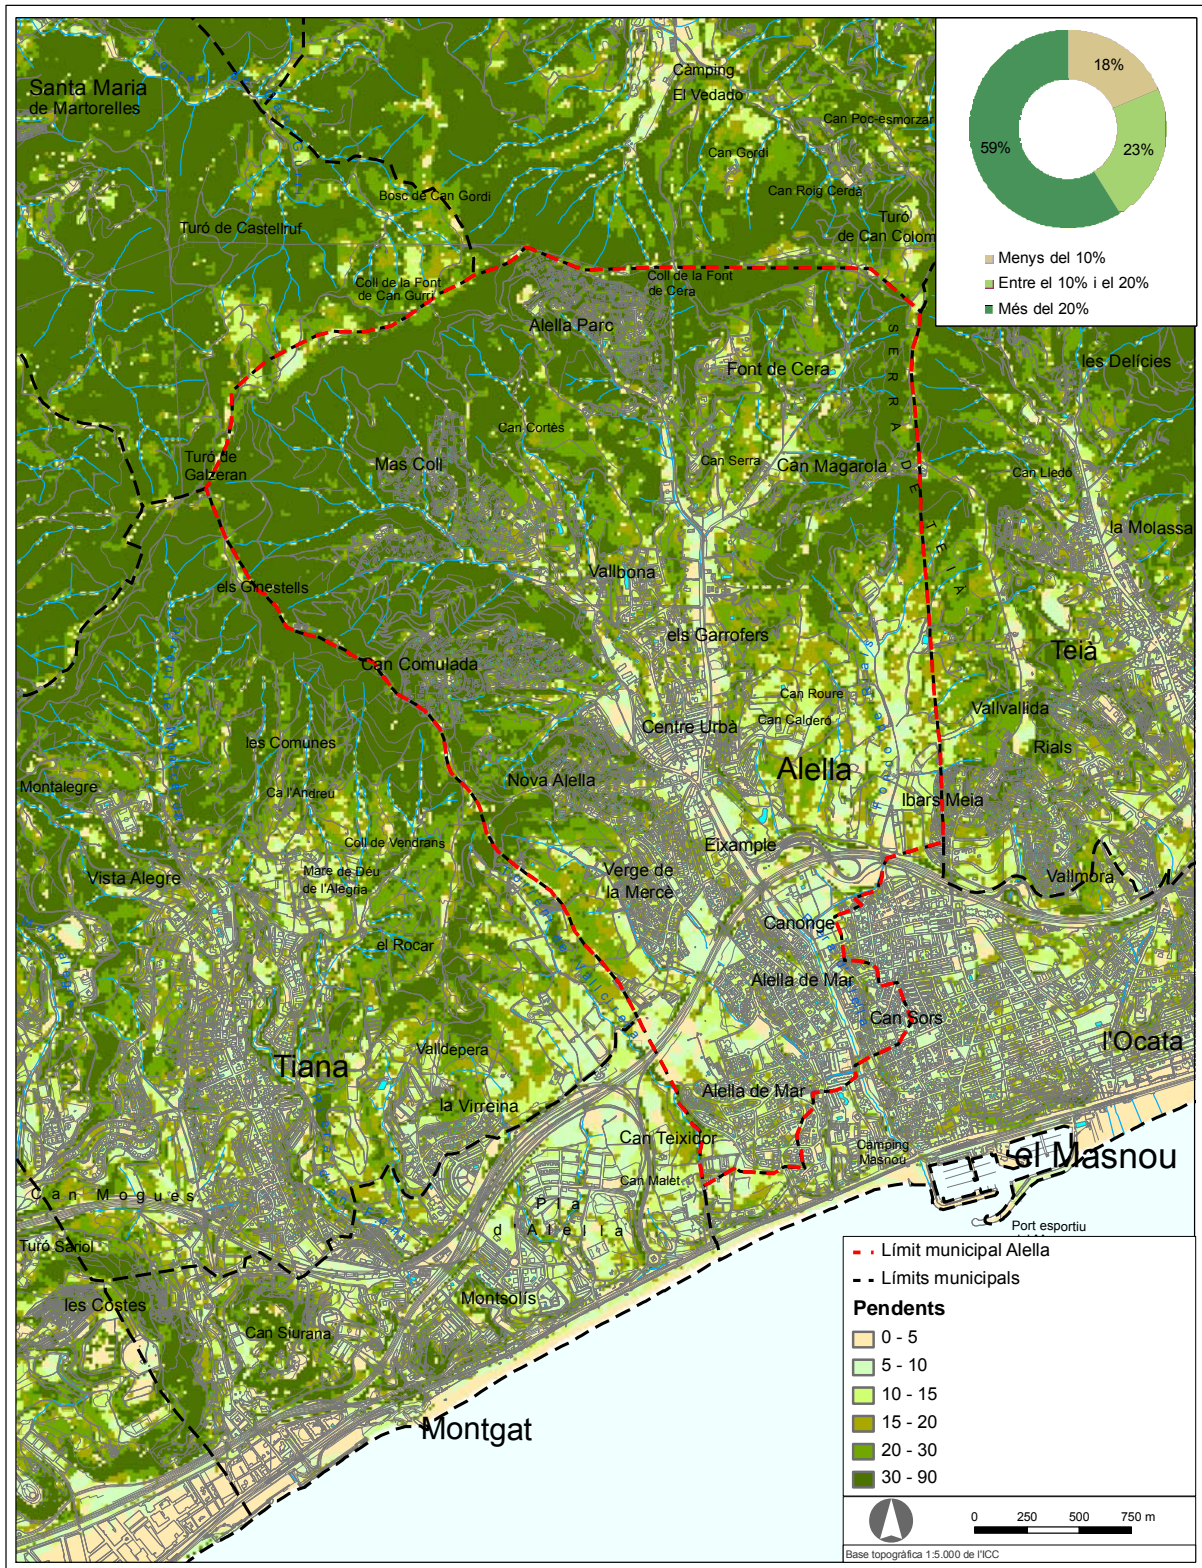 Santa Maria
de Martorelles
Càmping
El Vedado
Can Poc-esmorzar
Can Gordi
Can Roig Cerdà
Bosc de Can Gordi
Turó de Castellruf
Turó
de Can Colom
18%
23%
59%
Menys del 10%
Entre el 10% i el 20%
Més del 20%
Coll de la Font
de Can Gurri
Coll de la Font
de Cera
Alella Parc
Font de Cera
SERRA DE TEIÀ
les Delícies
Can Cortès
Mas Coll
Can Serra
Can Magarola
Can Lledó
Turó de
Galzeran
la Molassa
Vallbona
els Ginestells
els Garrofers
Teià
Can Comulada
Can Roure
Can Calderó
Vallvallida
Centre Urbà
les Comunes
Rials
Montalegre
Nova Alella
Alella
Ca l'Andreu
Ibars Meia
Coll de Vendrans
Eixample
Mare de Déu
de l'Alegria
Vista Alegre
Verge de
la Mercè
Vallmora
el Rocar
Canonge
Alella de Mar
Can Sors
Tiana
Valldepera
l'Ocata
la Virreina
Alella de Mar
Can Teixidor
Camping
Masnou
el Masnou
Can Malet
Can Mogues
Pla
d'Alella
Port esportiu
Turó Sariol
Montsolís
les Costes
Can Siurana
Montgat
Límit municipal Alella
Límits municipals
Pendents
0 - 5
5 - 10
10 - 15
15 - 20
20 - 30
30 - 90
0 250 500 750 m
Base topogràfica 1:5.000 de l'ICC